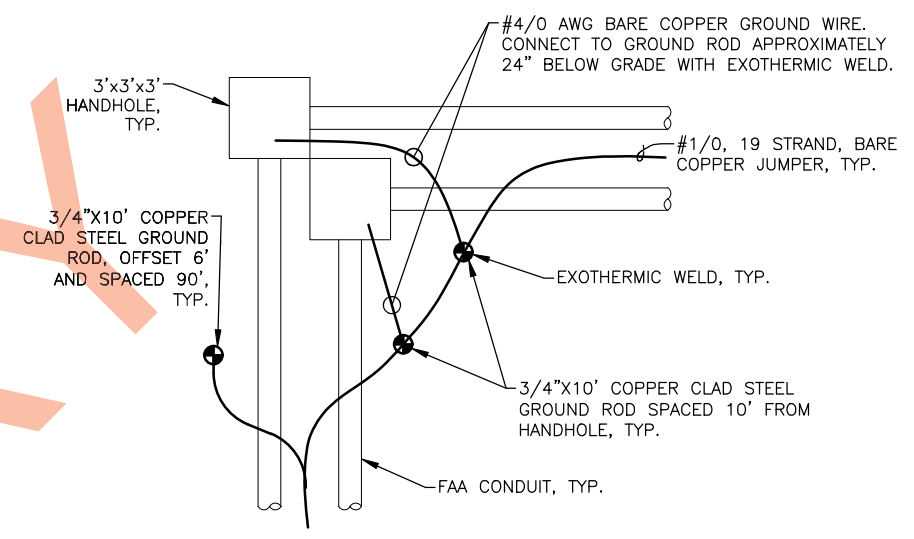 #4/0 AWG BARE COPPER GROUND WIRE.
CONNECT TO GROUND ROD APPROXIMATELY
24" BELOW GRADE WITH EXOTHERMIC WELD.
3'x3'x3'
HANDHOLE,
TYP.
#1/0, 19 STRAND, BARE
COPPER JUMPER, TYP.
3/4"X10' COPPER
CLAD STEEL GROUND
ROD, OFFSET 6'
AND SPACED 90',
TYP.
EXOTHERMIC WELD, TYP.
3/4"X10' COPPER CLAD STEEL
GROUND ROD SPACED 10' FROM
HANDHOLE, TYP.
FAA CONDUIT, TYP.